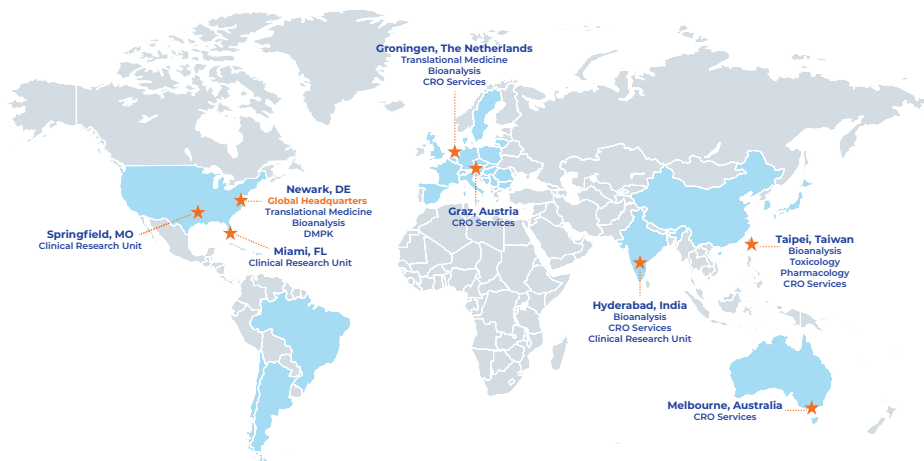 Groningen, The Netherlands
Translational Medicine
Bioanalysis
CRO Services
Newark, DE
Global Headquarters
Translational Medicine
Bioanalysis
DMPK
Springfield, MO
Clinical Research Unit
Miami, FL
Clinical Research Unit
Graz, Austria
CRO Services
Taipei, Taiwan
Bioanalysis
Toxicology
Pharmacology
CRO Services
Hyderabad, India
Bioanalysis
CRO Services
Clinical Research Unit
Melbourne, Australia
CRO Services